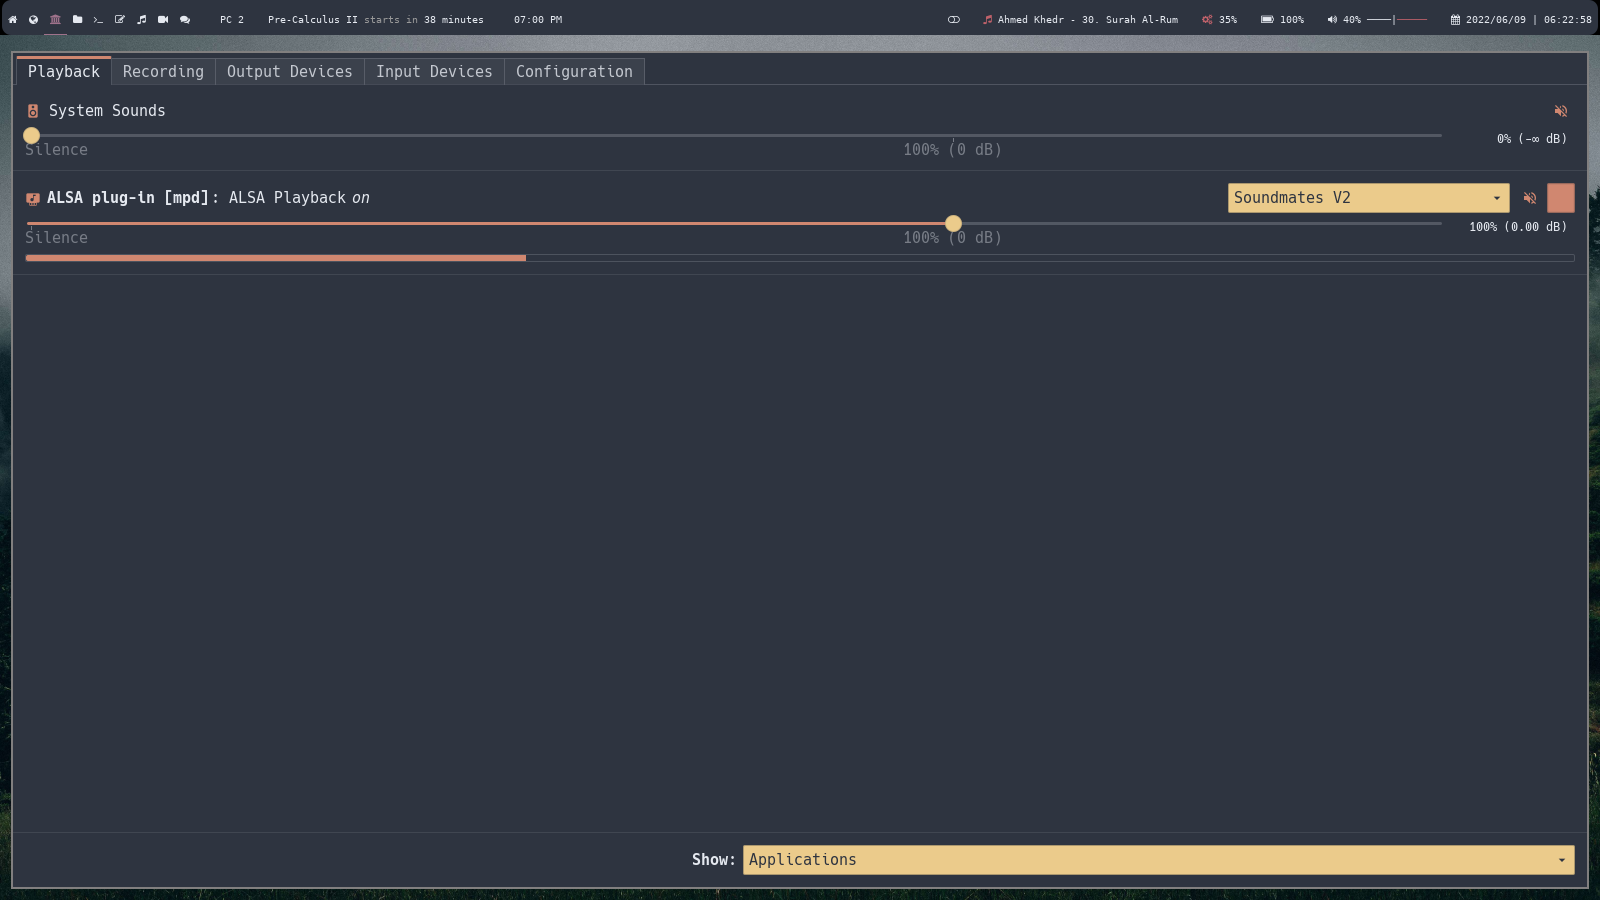 PC 2 Pre-Calculus II starts in 38 minutes 07:00 PM Ahmed Khedr - 30. Surah Al-Rum 35% 100% 40% 2022/06/09 | 06:22:58
Playback Recording Output Devices Input Devices Configuration
System Sounds
0% (-∞ dB)
Silence 100% (0 dB)
ALSA plug-in [mpd]: ALSA Playback on Soundmates V2
100% (0.00 dB)
Silence 100% (0 dB)
Show: Applications